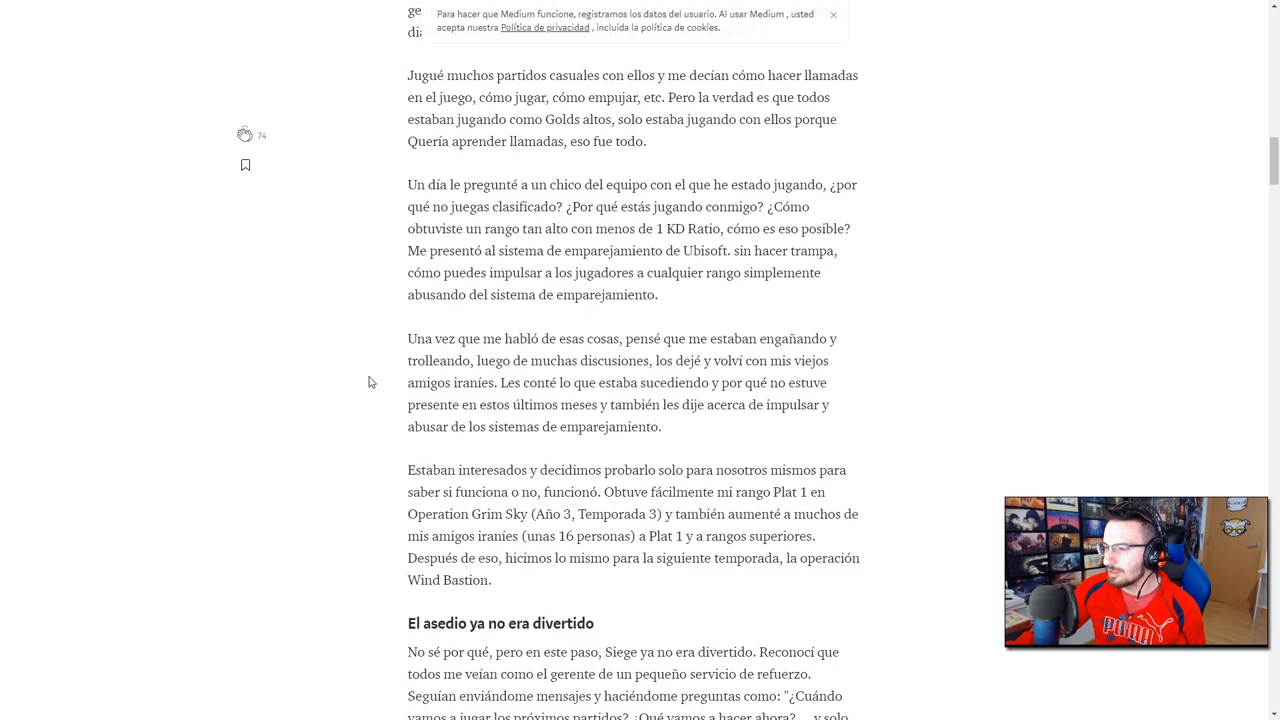 ge
Para hacer que Medium funcione, registramos los datos del usuario. Al usar Medium , usted
acepta nuestra Política de privacidad , incluida la política de cookies.
dia
Jugué muchos partidos casuales con ellos y me decían cómo hacer llamadas
en el juego, cómo jugar, cómo empujar, etc. Pero la verdad es que todos
estaban jugando como Golds altos, solo estaba jugando con ellos porque
Quería aprender llamadas, eso fue todo.
74
Un día le pregunté a un chico del equipo con el que he estado jugando, ¿por
qué no juegas clasificado? ¿Por qué estás jugando conmigo? ¿Cómo
obtuviste un rango tan alto con menos de 1 KD Ratio, cómo es eso posible?
Me presentó al sistema de emparejamiento de Ubisoft. sin hacer trampa,
cómo puedes impulsar a los jugadores a cualquier rango simplemente
abusando del sistema de emparejamiento.
Una vez que me habló de esas cosas, pensé que me estaban engañando y
trolleando, luego de muchas discusiones, los dejé y volví con mis viejos
amigos iraníes. Les conté lo que estaba sucediendo y por qué no estuve
presente en estos últimos meses y también les dije acerca de impulsar y
abusar de los sistemas de emparejamiento.
Estaban interesados y decidimos probarlo solo para nosotros mismos para
saber si funciona o no, funcionó. Obtuve fácilmente mi rango Plat 1 en
Operation Grim Sky (Año 3, Temporada 3) y también aumenté a muchos de
mis amigos iraníes (unas 16 personas) a Plat 1 y a rangos superiores.
Después de eso, hicimos lo mismo para la siguiente temporada, la operación
Wind Bastion.
El asedio ya no era divertido
No sé por qué, pero en este paso, Siege ya no era divertido. Reconocí que
todos me veían como el gerente de un pequeño servicio de refuerzo.
Seguían enviándome mensajes y haciéndome preguntas como: "¿Cuándo
vamos a jugar los próximos partidos? ¿Qué vamos a hacer ahora? ... y solo
PUMA